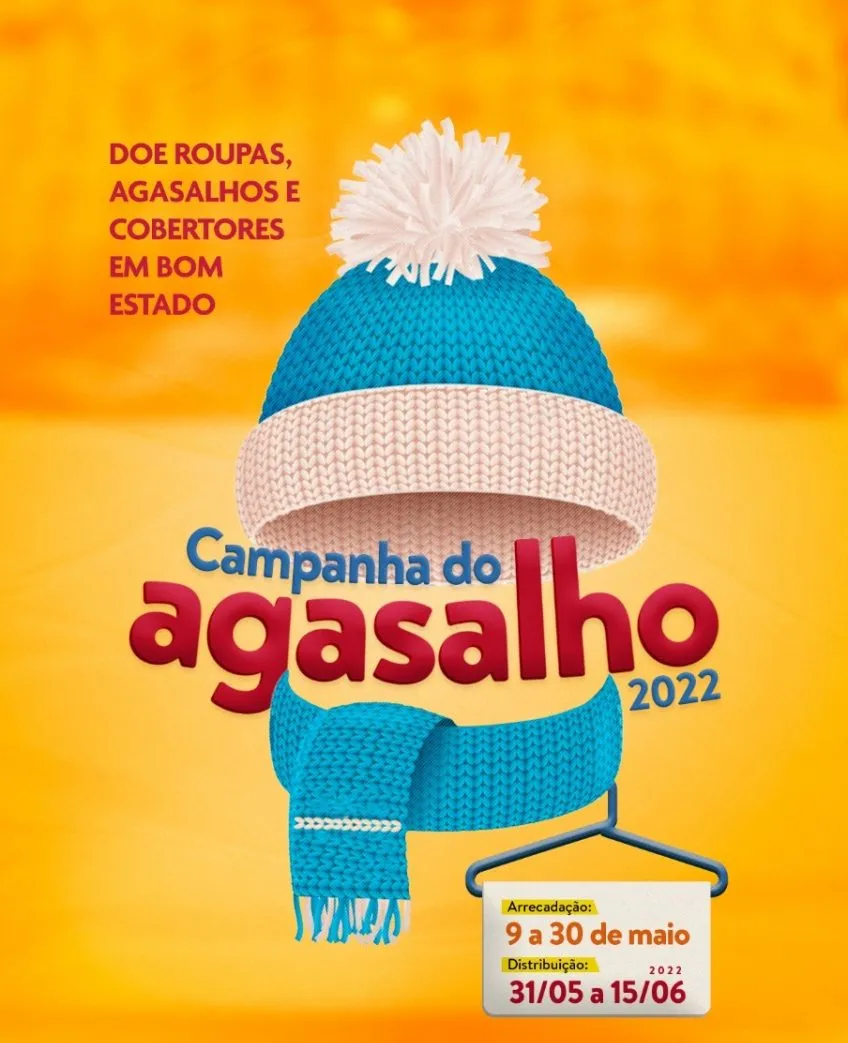 DOE ROUPAS,
AGASALHOS E
COBERTORES
EM BOM
ESTADO
Campanha do
agasalho
2022
Arrecadação:
9 a 30 de maio
Distribuição:
2022
31/05 a 15/06